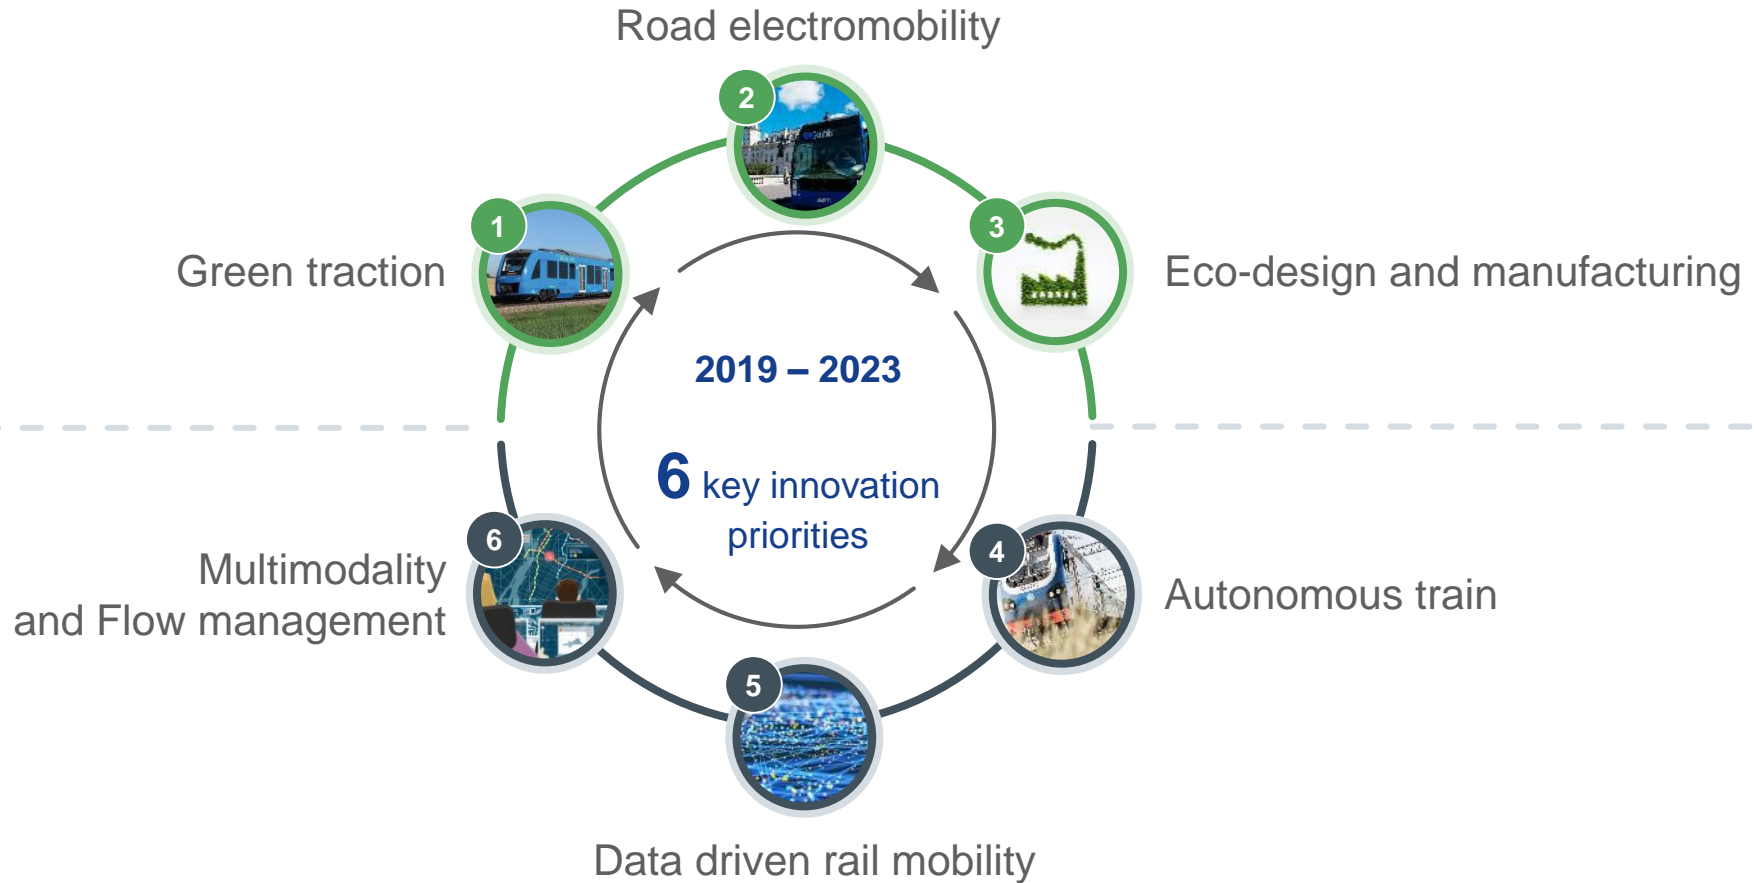 Road electromobility
2
1
3
Green traction
Eco-design and manufacturing
2019 – 2023
6 key innovation
priorities
6
4
Multimodality
and Flow management
Autonomous train
5
Data driven rail mobility